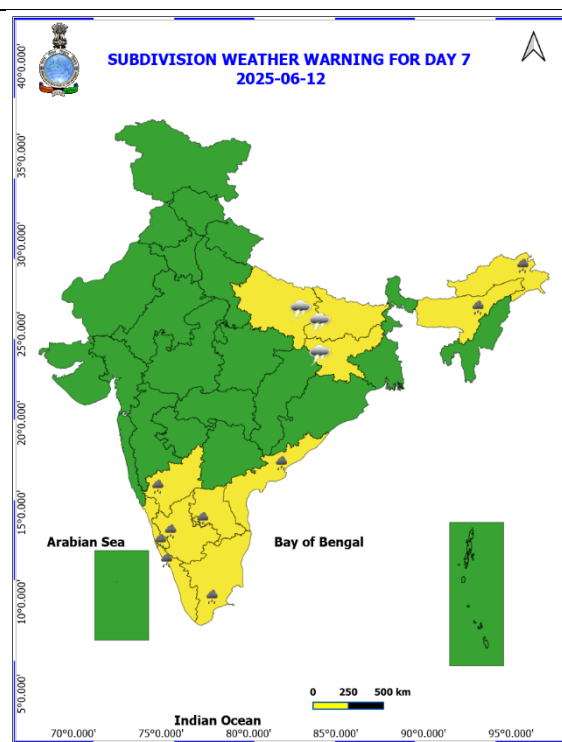 SUBDIVISION WEATHER WARNING FOR DAY 7
2025-06-12
40°0.000'
35°0.000'
30°0.000'
25°0.000'
20°0.000'
15°0.000'
10°0.000'
5°0.000'
Arabian Sea
Bay of Bengal
0 250 500 km
Indian Ocean
70°0.000' 75°0.000' 80°0.000' 85°0.000' 90°0.000' 95°0.000'